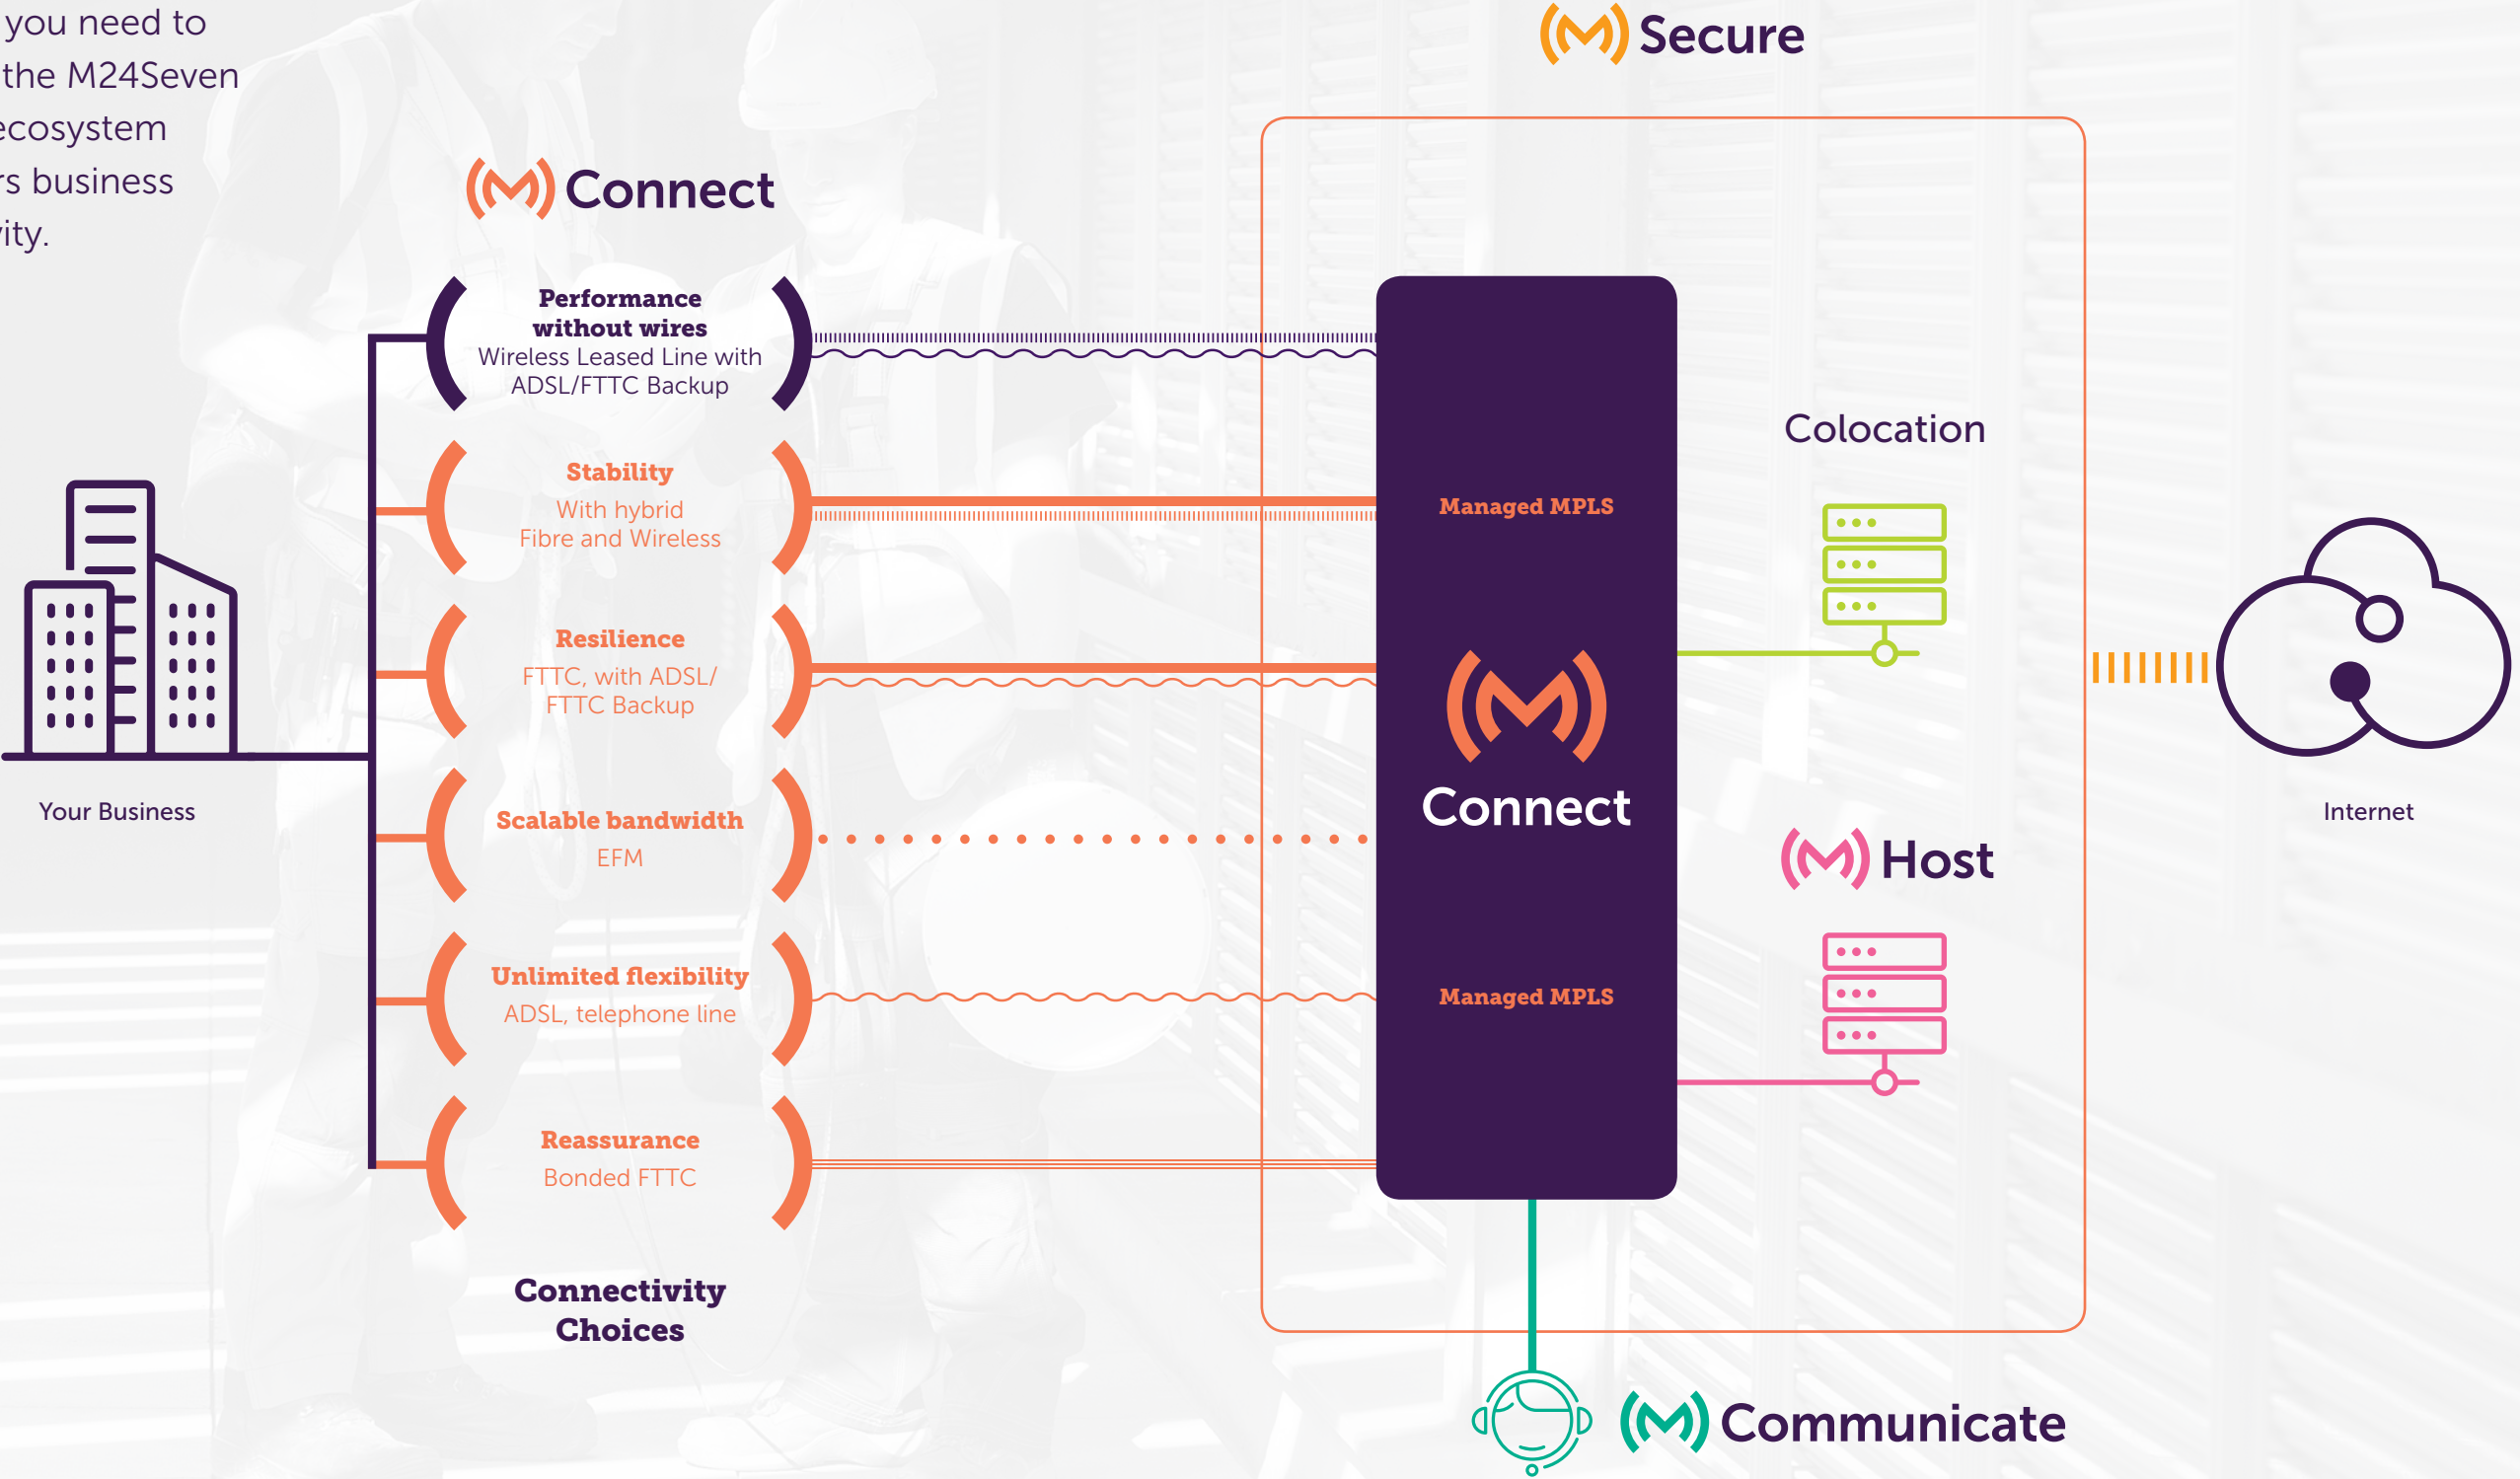 you need to
the M24Seven
ecosystem
business
Secure
Connect
Performance
without wires
Wireless Leased Line with
ADSL/FTTC Backup
Stability
With hybrid
Fibre and Wireless
Resilience
FTTC, with ADSL/
FTTC Backup
Scalable bandwidth
EFM
Unlimited flexibility
ADSL, telephone line
Reassurance
Bonded FTTC
Connectivity
Choices
Your Business
Managed MPLS
Connect
Managed MPLS
Colocation
Host
Internet
Communicate